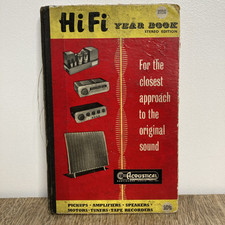 HiFi YEAR BOOK
STEREO EDITION
For the
closest
approach
to the
original
sound
ACOUSTICAL
PICKUPS · AMPLIFIERS · SPEAKERS ·
MOTORS · TUNERS · TAPE RECORDERS